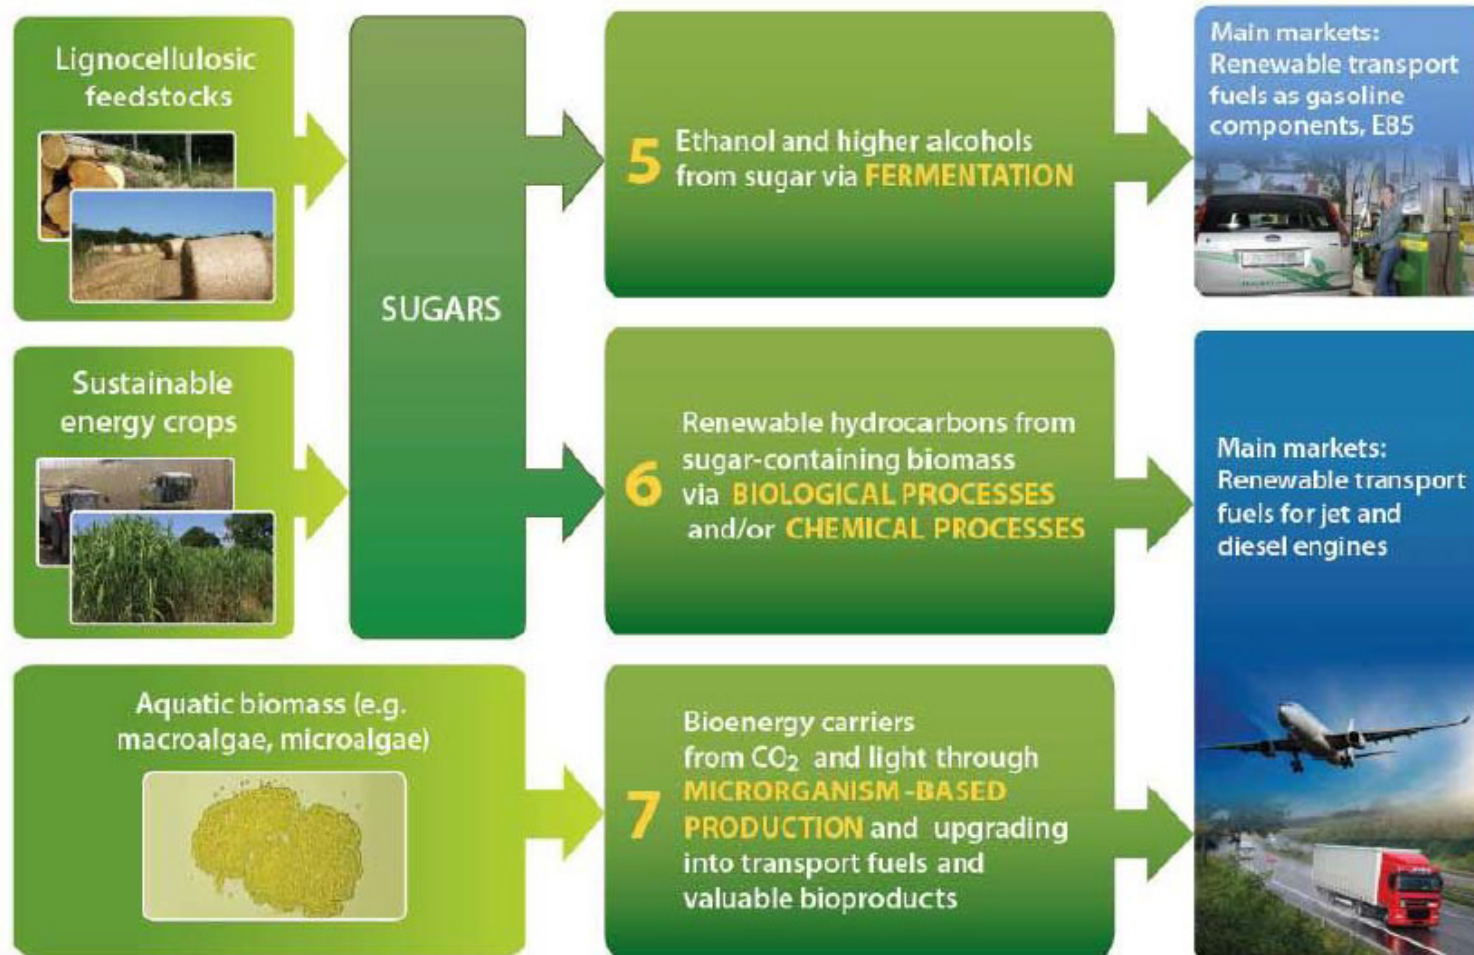 Lignocellulosic
feedstocks
Sustainable
energy crops
Aquatic biomass (e.g.
macroalgae, microalgae)
SUGARS
5 Ethanol and higher alcohols
from sugar via FERMENTATION
6 Renewable hydrocarbons from
sugar-containing biomass
via BIOLOGICAL PROCESSES
and/or CHEMICAL PROCESSES
7 Bioenergy carriers
from CO₂ and light through
MICRORGANISM-BASED
PRODUCTION and upgrading
into transport fuels and
valuable bioproducts
Main markets:
Renewable transport
fuels as gasoline
components, E85
Main markets:
Renewable transport
fuels for jet and
diesel engines